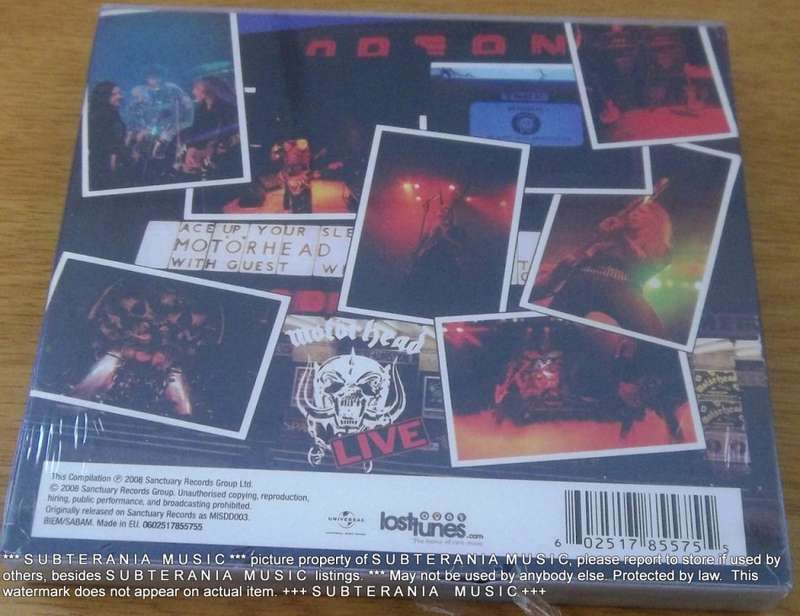 ODEON
ACE UP YOUR SLE
MOTORHEAD
WITH GUEST W
motörhead
LIVE
This Compilation ℗ 2008 Sanctuary Records Group Ltd.
© 2008 Sanctuary Records Group. Unauthorised copying, reproduction,
hiring, public performance, and broadcasting prohibited.
Originally released on Sanctuary Records as MISDD003.
BIEM/SABAM. Made in EU. 0602517855755
UNIVERSAL
losttunes.com
6 02517 85575 5
*** S U B T E R A N I A M U S I C *** picture property of S U B T E R A N I A M U S I C, please report to store if used by
others, besides S U B T E R A N I A M U S I C listings. *** May not be used by anybody else. Protected by law. This
watermark does not appear on actual item. +++ S U B T E R A N I A M U S I C +++